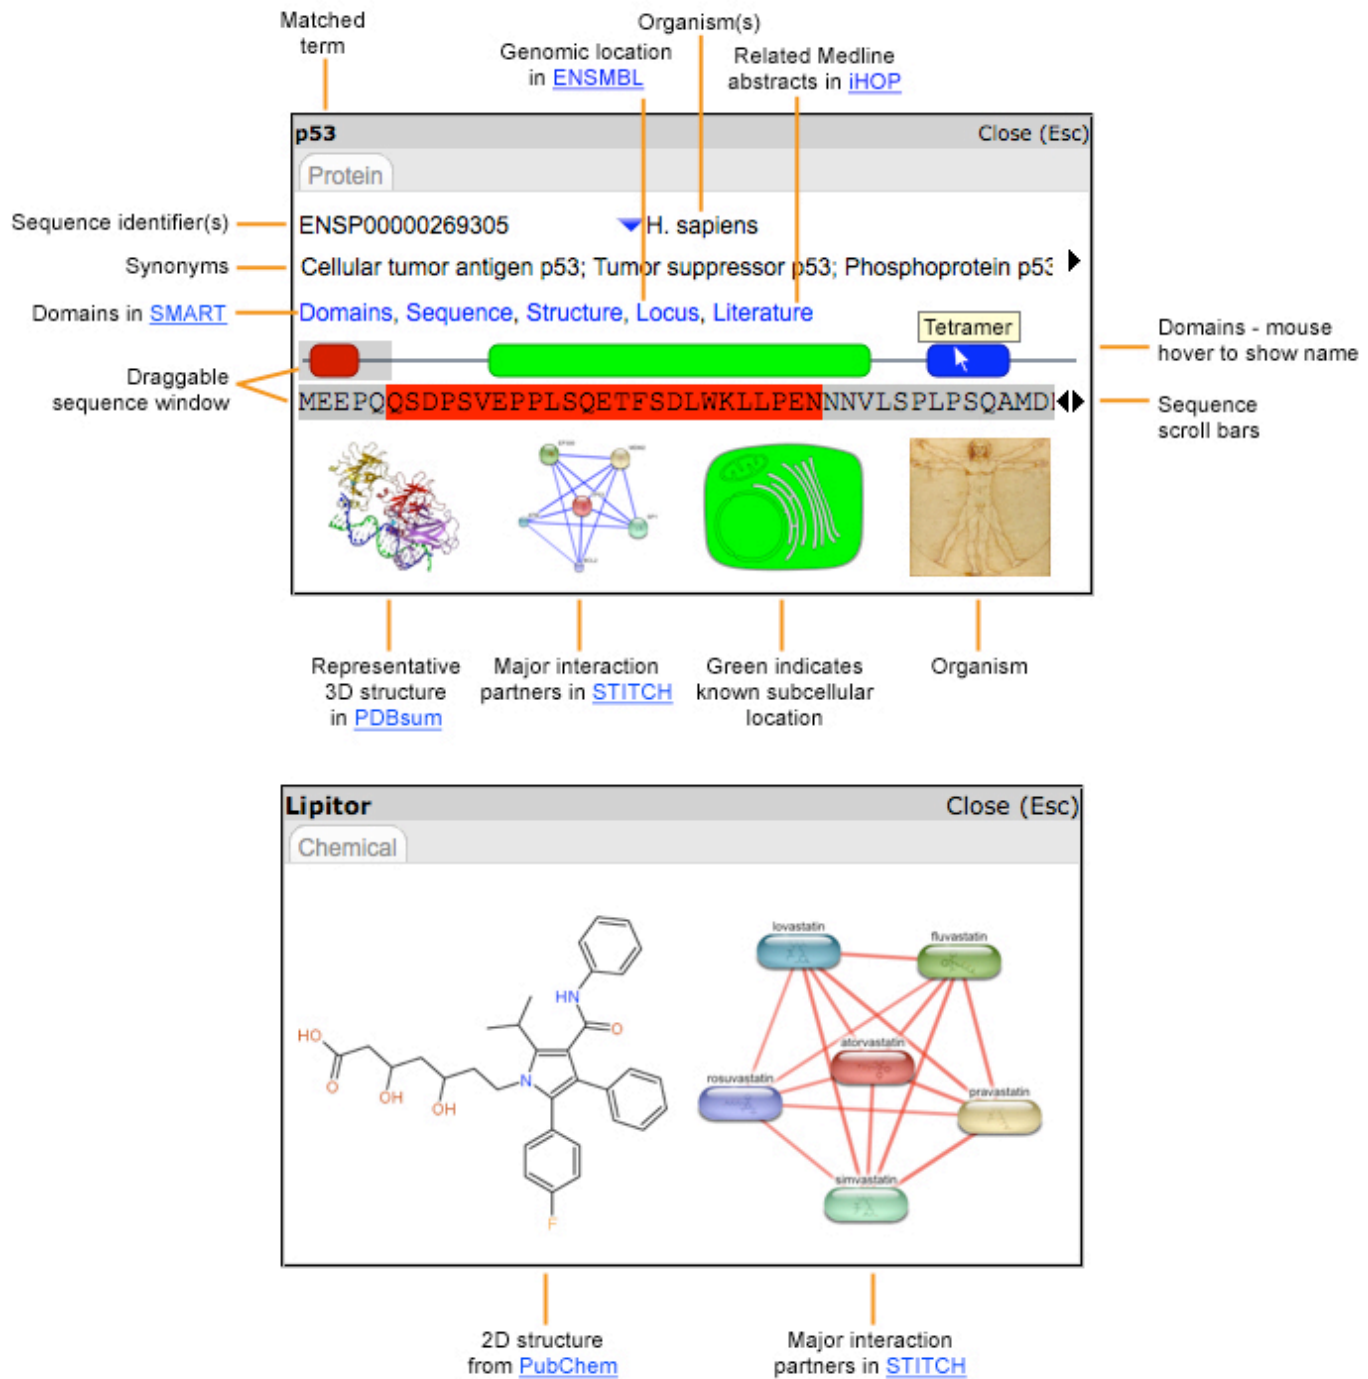 Matched
term
Organism(s)
Genomic location
in ENSMBL
Related Medline
abstracts in iHOP
p53
Close (Esc)
Protein
Sequence identifier(s)
ENSP00000269305
H. sapiens
Synonyms
Cellular tumor antigen p53; Tumor suppressor p53; Phosphoprotein p53
Domains in SMART
Domains, Sequence, Structure, Locus, Literature
Tetramer
Domains - mouse
hover to show name
Draggable
sequence window
MEEPQQSDPSVEPPLSQETFSDLWKLLPENNNVLSPLPSQAMD
Sequence
scroll bars
Representative
3D structure
in PDBsum
Major interaction
partners in STITCH
Green indicates
known subcellular
location
Organism
Lipitor
Close (Esc)
Chemical
HO
O
OH
OH
N
HN
O
F
lovastatin
fluvastatin
atorvastatin
rosuvastatin
pravastatin
simvastatin
2D structure
from PubChem
Major interaction
partners in STITCH